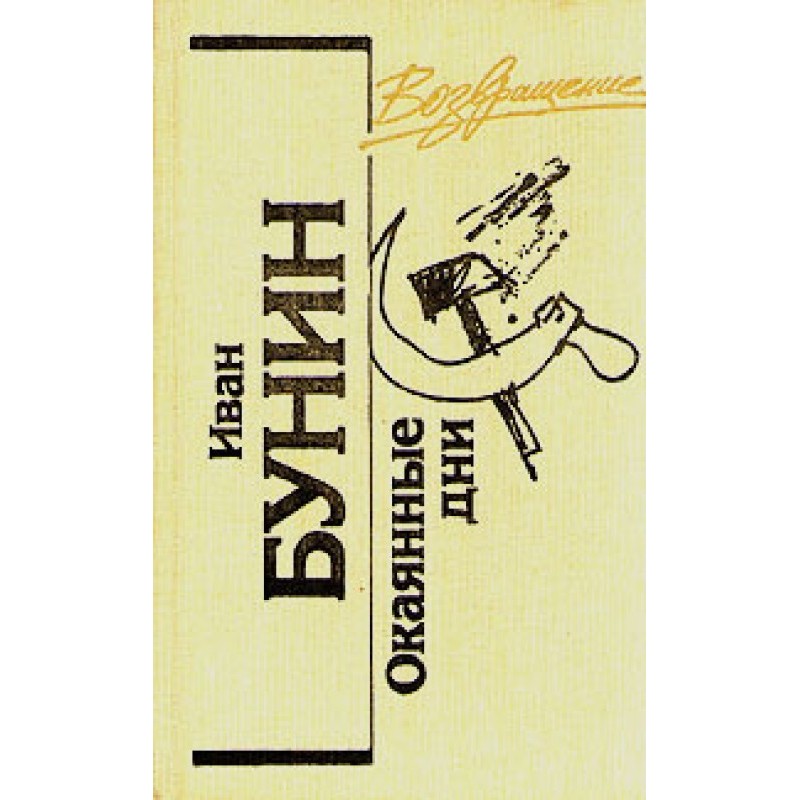 Возвращение
Иван
БУНИН
Окаянные
дни